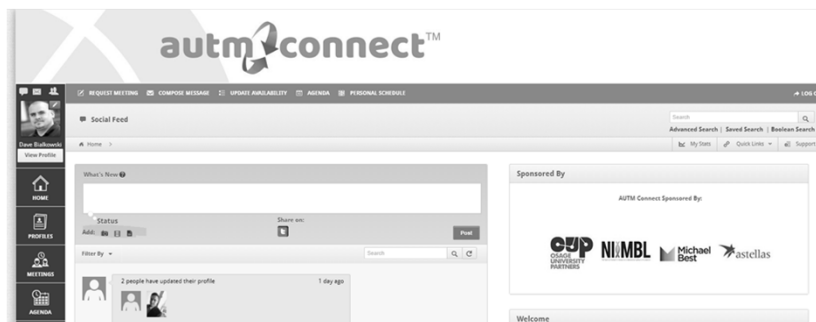 autm connect™
REQUEST MEETING COMPOSE MESSAGE UPDATE AVAILABILITY AGENDA PERSONAL SCHEDULE LOG O
Social Feed
Search
Advanced Search | Saved Search | Boolean Search
Dave Bialkowski
Home >
My Stats Quick Links Support
View Profile
HOME
PROFILES
MEETINGS
AGENDA
What's New
Status
Add:
Share on:
Post
Filter By
Search
2 people have updated their profile 1 day ago
Sponsored By
AUTM Connect Sponsored By:
OUP
OSAGE
UNIVERSITY
PARTNERS
NIMBL
Michael
Best
astellas
Welcome